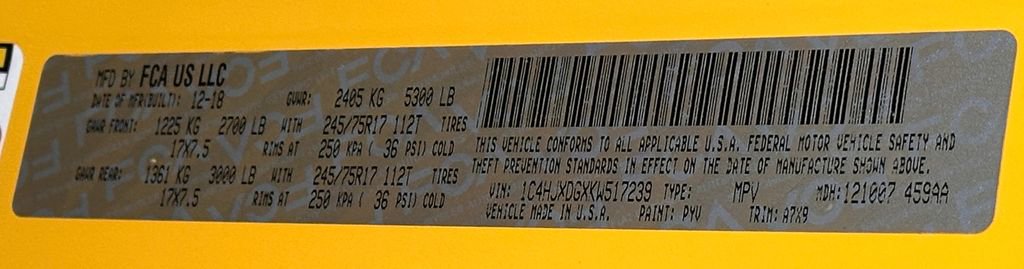 MFD BY FCA US LLC
DATE OF MFR(BUILT): 12-18 GVWR: 2405 KG 5300 LB
GAWR FRONT: 1225 KG 2700 LB WITH 245/75R17 112T TIRES
17X7.5 RIMS AT 250 KPA ( 36 PSI) COLD
GAWR REAR: 1361 KG 3000 LB WITH 245/75R17 112T TIRES
17X7.5 RIMS AT 250 KPA ( 36 PSI) COLD
THIS VEHICLE CONFORMS TO ALL APPLICABLE U.S.A. FEDERAL MOTOR VEHICLE SAFETY AND
THEFT PREVENTION STANDARDS IN EFFECT ON THE DATE OF MANUFACTURE SHOWN ABOVE.
VIN: 1C4HJXDGXKW517239 TYPE: MPV MDH:121007 459AA
VEHICLE MADE IN U.S.A. PAINT: PYV TRIM: A7X9